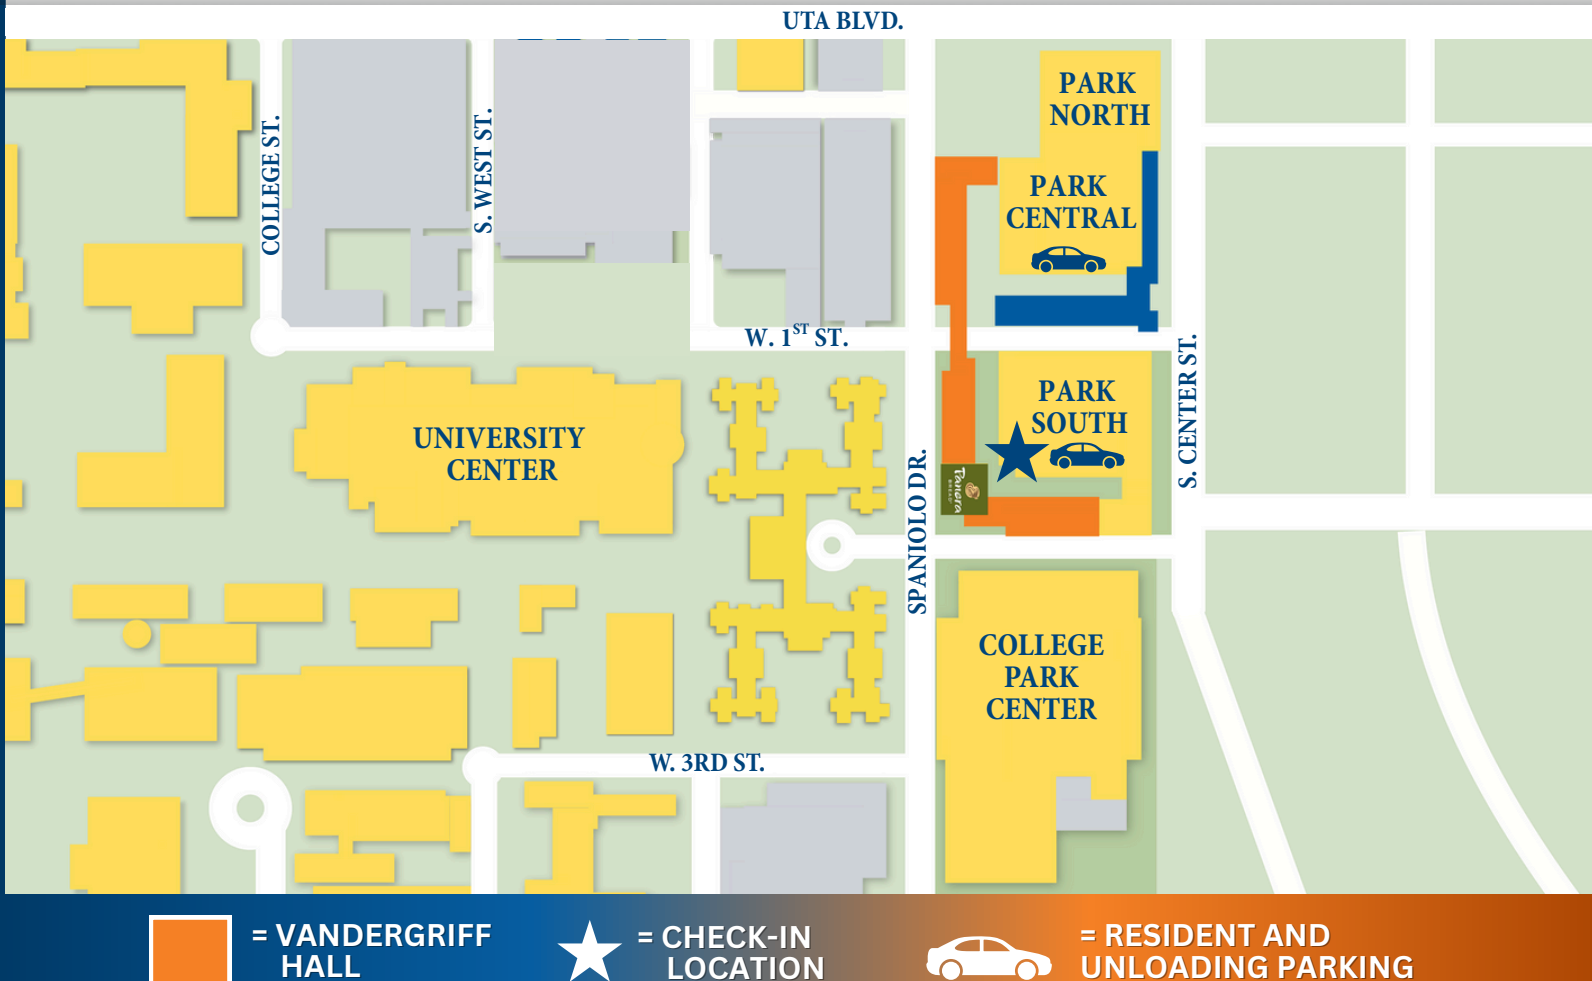 UTA BLVD.
PARK
NORTH
COLLEGE ST.
S. WEST ST.
PARK
CENTRAL
W. 1ST ST.
S. CENTER ST.
PARK
SOUTH
UNIVERSITY
CENTER
SPANIOLO DR.
Panera
BREAD
COLLEGE
PARK
CENTER
W. 3RD ST.
= VANDERGRIFF
HALL
= CHECK-IN
LOCATION
= RESIDENT AND
UNLOADING PARKING